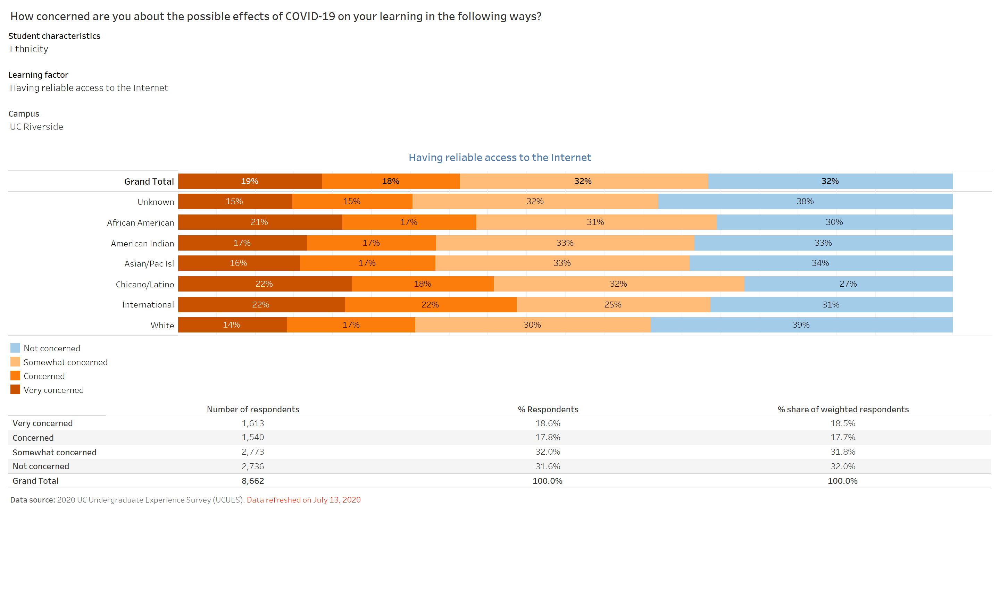 How concerned are you about the possible effects of COVID-19 on your learning in the following ways?
Student characteristics
Ethnicity
Learning factor
Having reliable access to the Internet
Campus
UC Riverside
Having reliable access to the Internet
Grand Total 19% 18% 32% 32%
Unknown 15% 15% 32% 38%
African American 21% 17% 31% 30%
American Indian 17% 17% 33% 33%
Asian/Pac Isl 16% 17% 33% 34%
Chicano/Latino 22% 18% 32% 27%
International 22% 22% 25% 31%
White 14% 17% 30% 39%
Not concerned
Somewhat concerned
Concerned
Very concerned
Number of respondents % Respondents % share of weighted respondents
Very concerned 1,613 18.6% 18.5%
Concerned 1,540 17.8% 17.7%
Somewhat concerned 2,773 32.0% 31.8%
Not concerned 2,736 31.6% 32.0%
Grand Total 8,662 100.0% 100.0%
Data source: 2020 UC Undergraduate Experience Survey (UCUES). Data refreshed on July 13, 2020